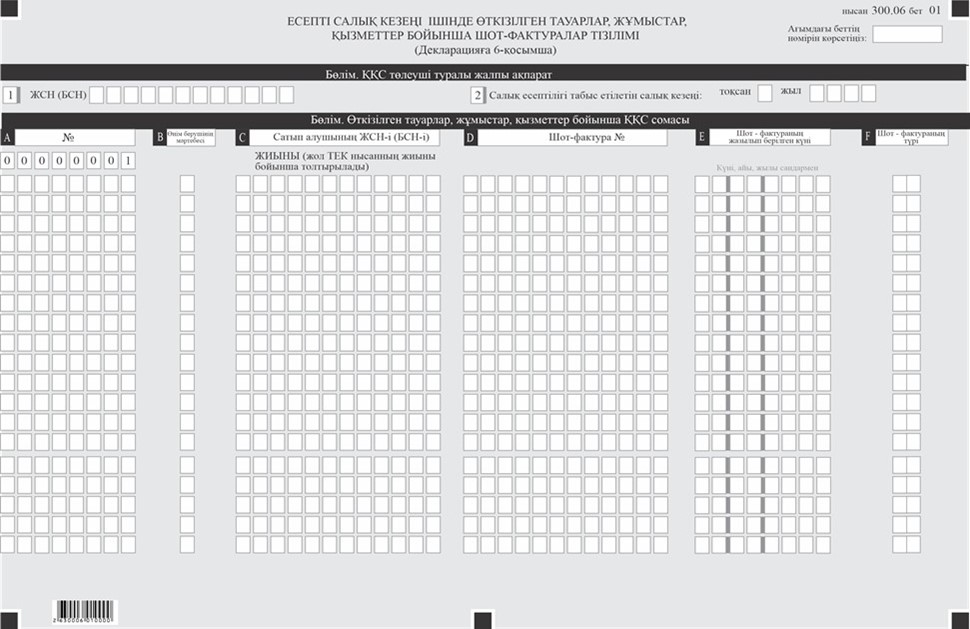 нысан 300.06 бет 01
ЕСЕПТІ САЛЫҚ КЕЗЕҢІ ІШІНДЕ ӨТКІЗІЛГЕН ТАУАРЛАР, ЖҰМЫСТАР,
ҚЫЗМЕТТЕР БОЙЫНША ШОТ-ФАКТУРАЛАР ТІЗІЛІМІ
(Декларацияға 6-қосымша)
Ағымдағы беттің
нөмірін көрсетіңіз:
Бөлім. ҚҚС төлеуші туралы жалпы ақпарат
1 ЖСН (БСН)
2 Салық есептілігі табыс етілетін салық кезеңі: тоқсан жыл
Бөлім. Өткізілген тауарлар, жұмыстар, қызметтер бойынша ҚҚС сомасы
A №
B Өнім берушінің
мәртебесі
C Сатып алушының ЖСН-і (БСН-і)
D Шот-фактура №
E Шот - фактураның
жазылып берілген күні
F Шот - фактураның
түрі
0 0 0 0 0 0 0 1
ЖИЫНЫ (жол ТЕК нысанның жиыны
бойынша толтырылады)
Күні, айы, жылы сандармен
2 630006 010000